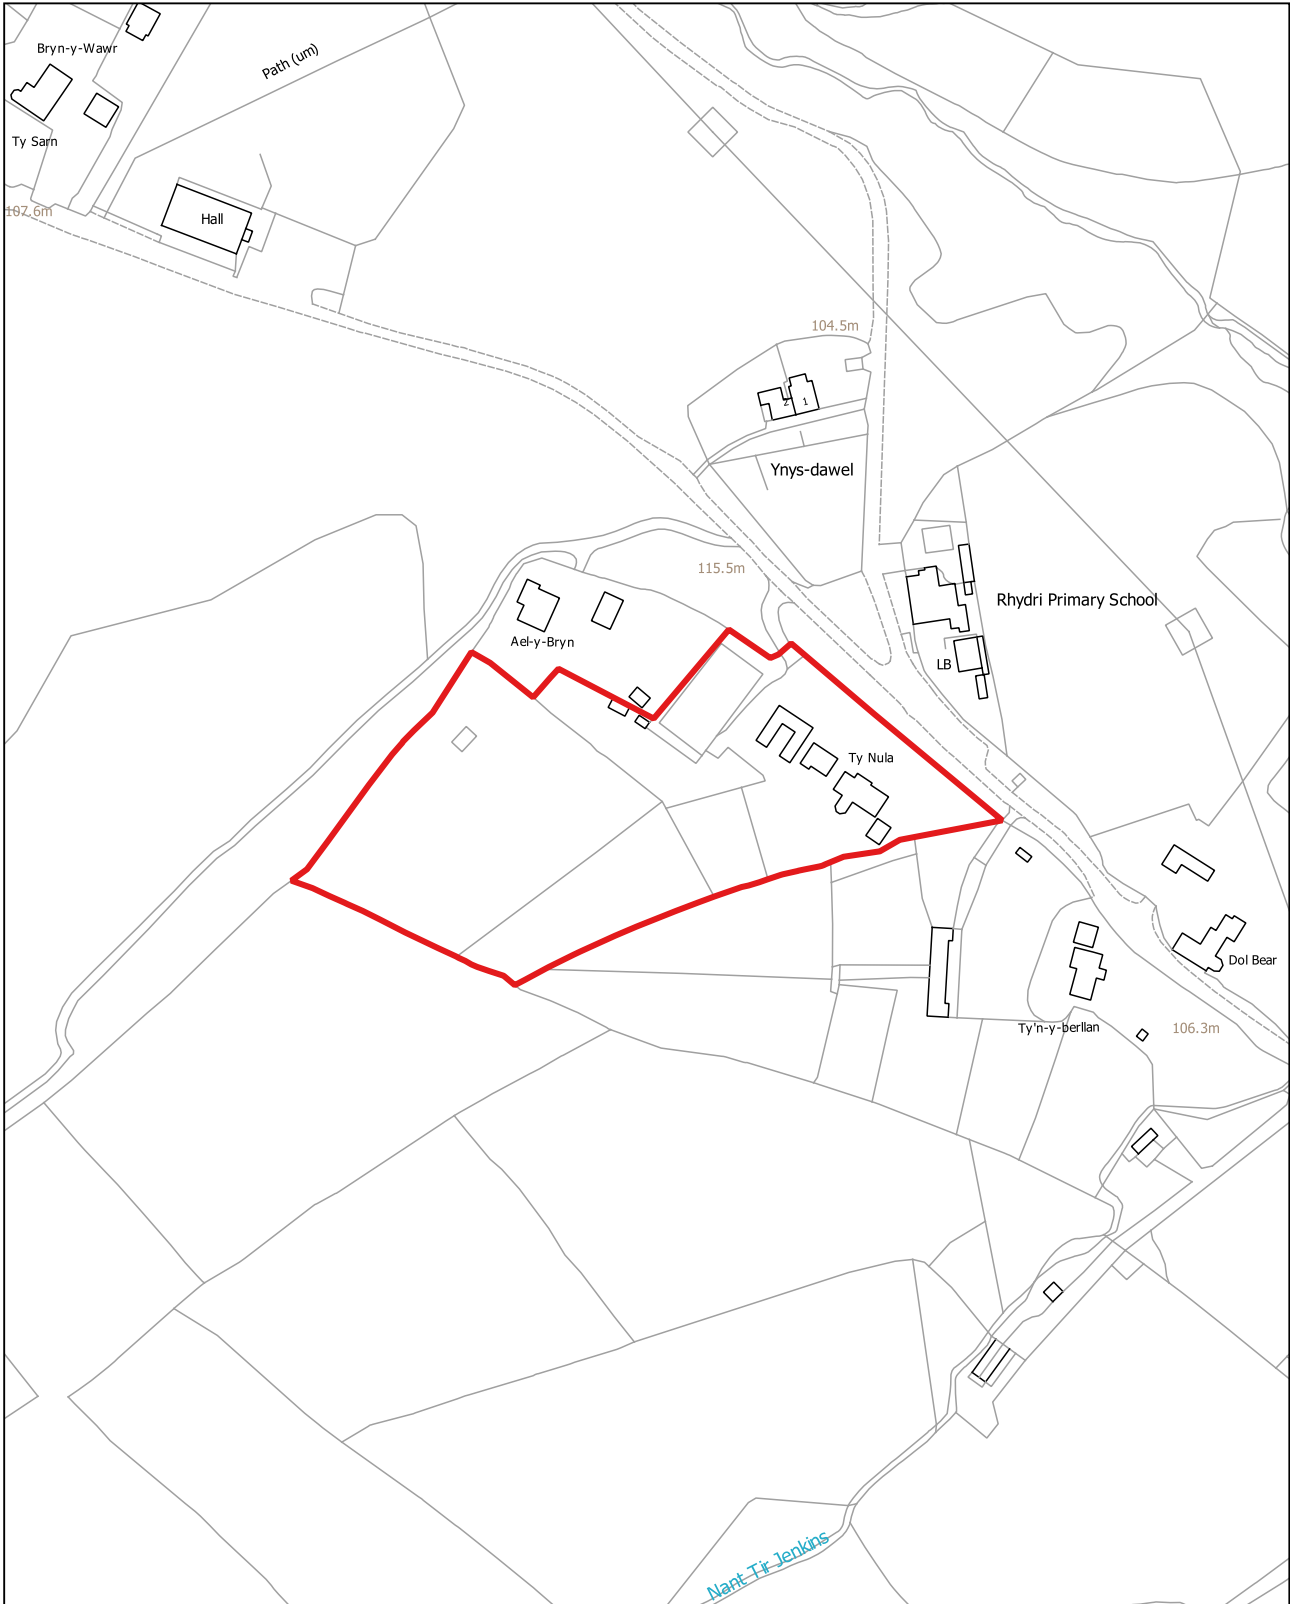 Bryn-y-Wawr
Path (um)
Ty Sarn
107.6m
Hall
104.5m
2
1
Ynys-dawel
115.5m
Rhydri Primary School
Ael-y-Bryn
LB
Ty Nula
Dol Bear
Ty'n-y-berllan
106.3m
Nant Tir Jenkins